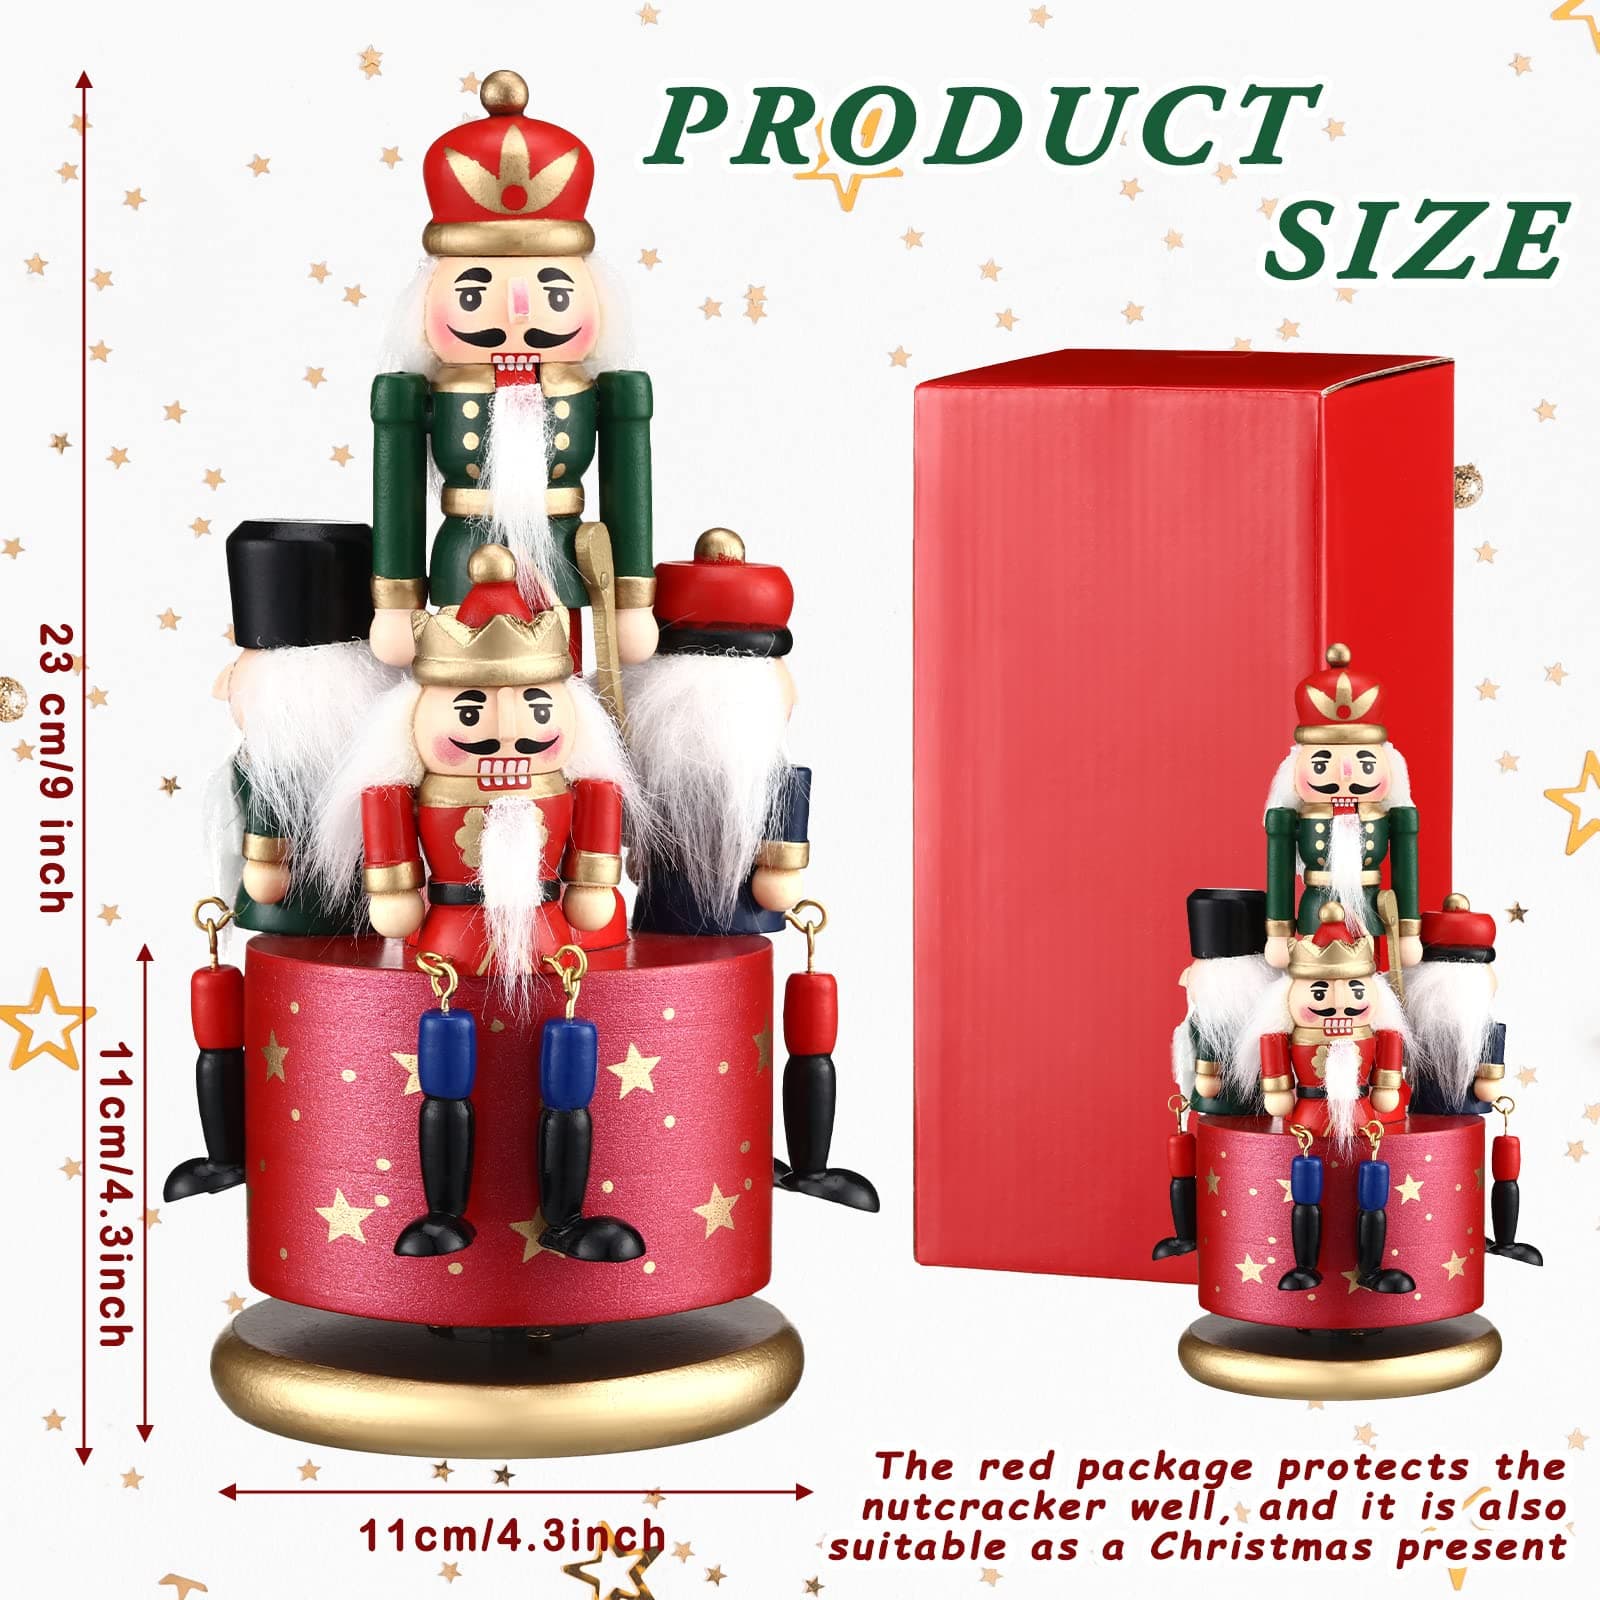 PRODUCT
SIZE
23 cm/9 inch
11cm/4.3inch
11cm/4.3inch
The red package protects the
nutcracker well, and it is also
suitable as a Christmas present